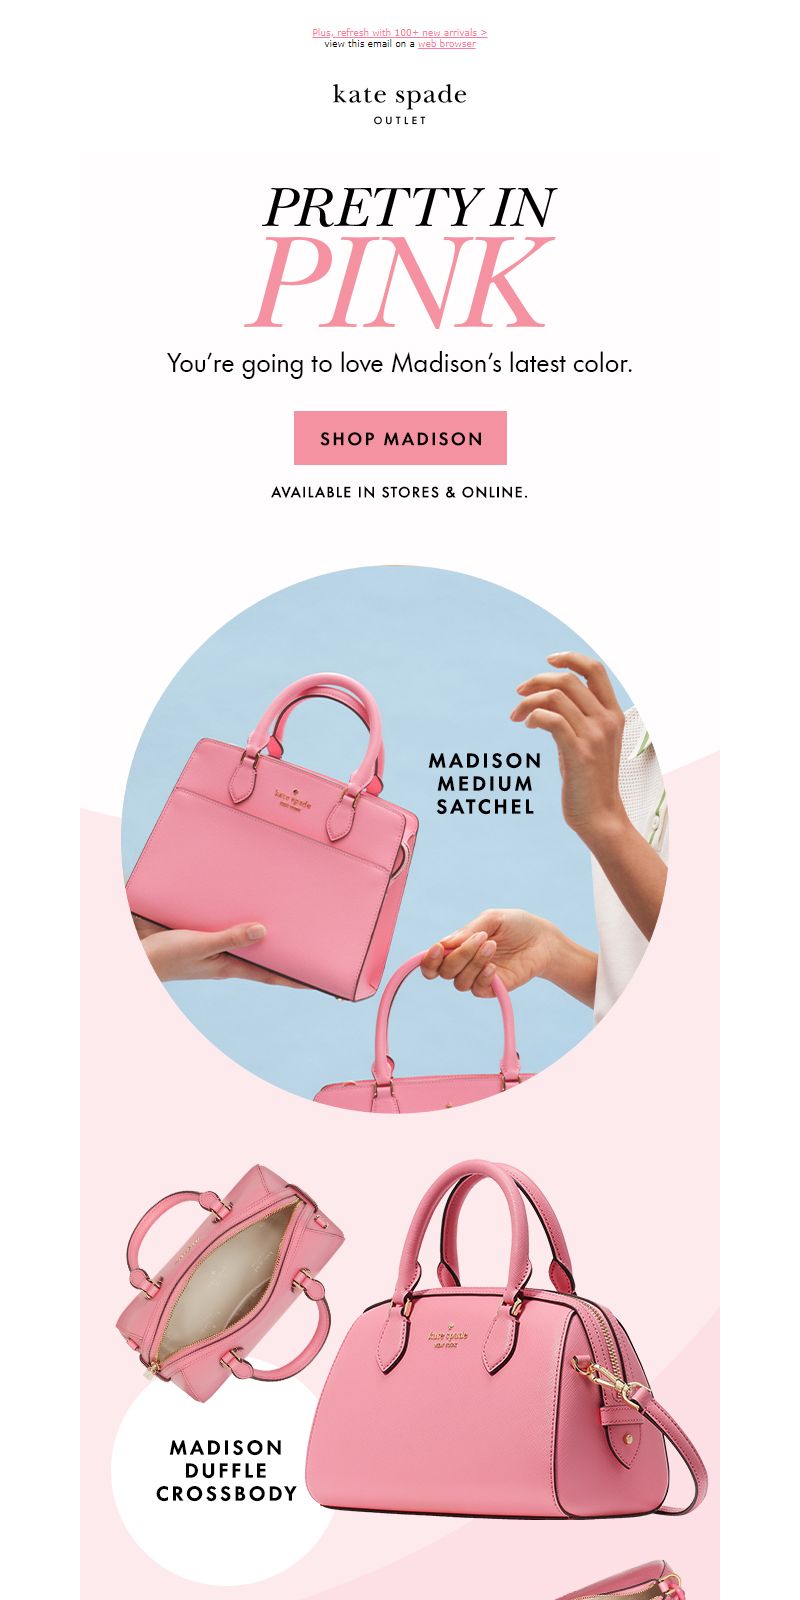 Plus, refresh with 100+ new arrivals >
view this email on a web browser
kate spade
OUTLET
PRETTY IN
PINK
You're going to love Madison's latest color.
SHOP MADISON
AVAILABLE IN STORES & ONLINE.
MADISON
MEDIUM
SATCHEL
kate spade
NEW YORK
kate spade
NEW YORK
MADISON
DUFFLE
CROSSBODY